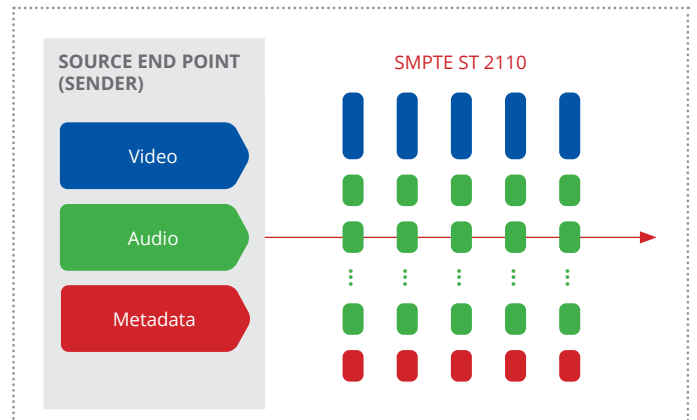 SOURCE END POINT
(SENDER)
SMPTE ST 2110
Video
Audio
Metadata